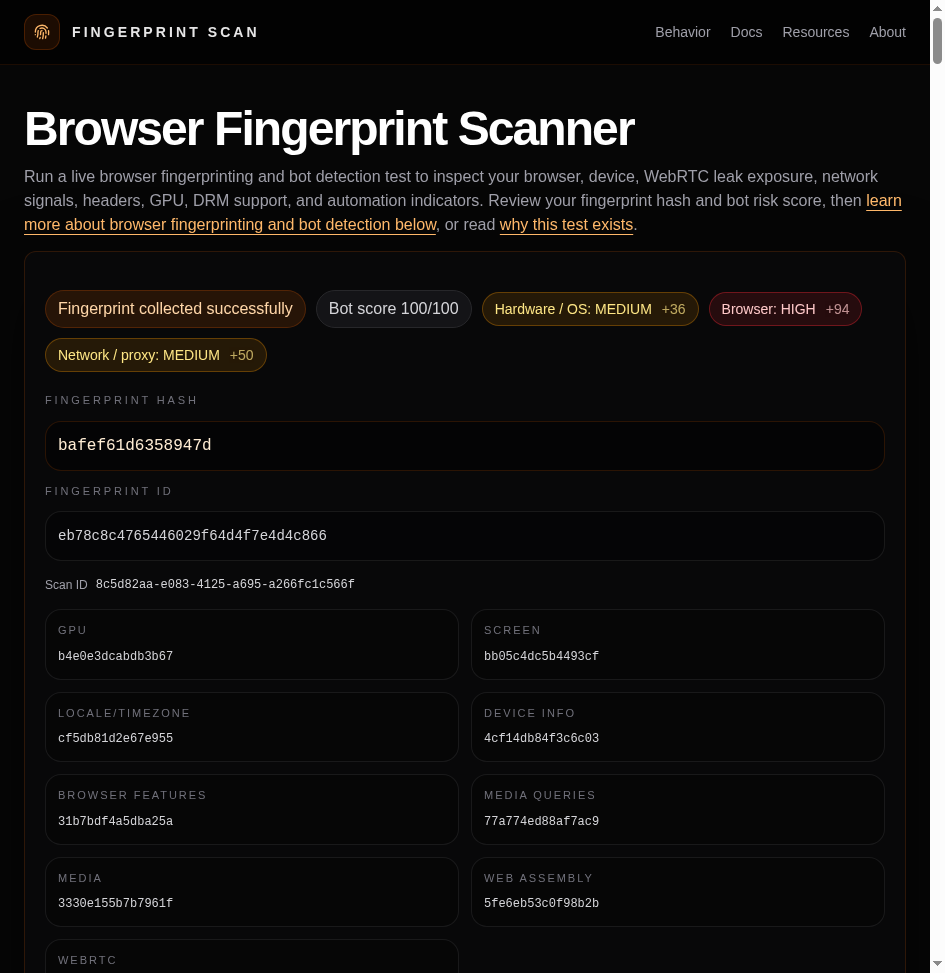 FINGERPRINT SCAN
Behavior Docs Resources About
Browser Fingerprint Scanner
Run a live browser fingerprinting and bot detection test to inspect your browser, device, WebRTC leak exposure, network
signals, headers, GPU, DRM support, and automation indicators. Review your fingerprint hash and bot risk score, then learn
more about browser fingerprinting and bot detection below, or read why this test exists.
Fingerprint collected successfully Bot score 100/100 Hardware / OS: MEDIUM +36 Browser: HIGH +94
Network / proxy: MEDIUM +50
FINGERPRINT HASH
bafef61d6358947d
FINGERPRINT ID
eb78c8c4765446029f64d4f7e4d4c866
Scan ID 8c5d82aa-e083-4125-a695-a266fc1c566f
GPU
b4e0e3dcabdb3b67
SCREEN
bb05c4dc5b4493cf
LOCALE/TIMEZONE
cf5db81d2e67e955
DEVICE INFO
4cf14db84f3c6c03
BROWSER FEATURES
31b7bdf4a5dba25a
MEDIA QUERIES
77a774ed88af7ac9
MEDIA
3330e155b7b7961f
WEB ASSEMBLY
5fe6eb53c0f98b2b
WEBRTC